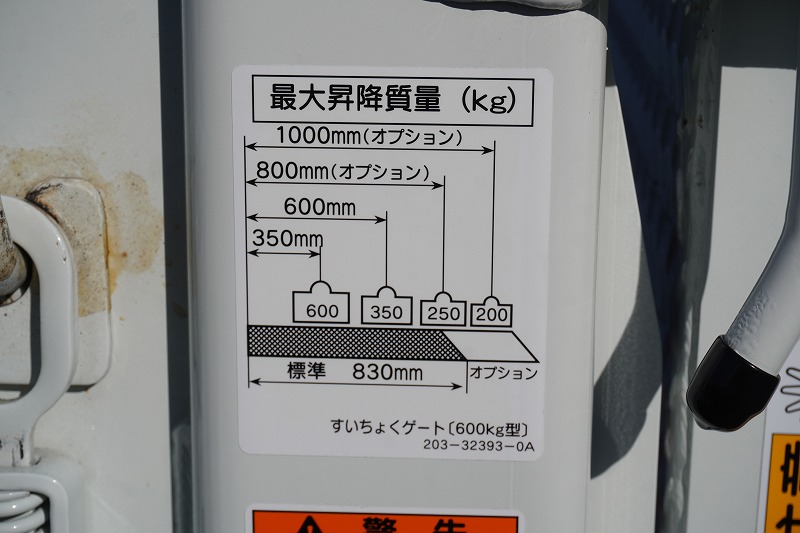 最大昇降質量 (kg)
1000mm(オプション)
800mm(オプション)
600mm
350mm
600 350 250 200
標準 830mm オプション
すいちょくゲート〔600kg型〕
203-32393-0A
警告